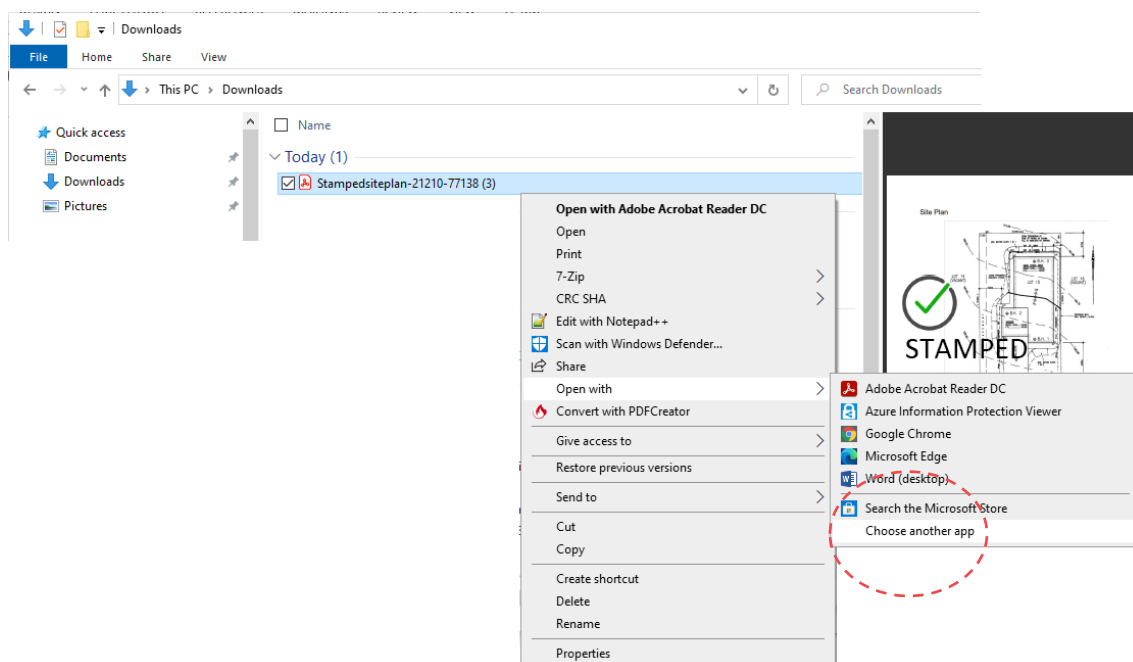 Downloads
File Home Share View
This PC > Downloads
Search Downloads
Quick access
Documents
Downloads
Pictures
Name
Today (1)
Stampedsiteplan-21210-77138 (3)
Open with Adobe Acrobat Reader DC
Open
Print
7-Zip
CRC SHA
Edit with Notepad++
Scan with Windows Defender...
Share
Open with
Convert with PDFCreator
Give access to
Restore previous versions
Send to
Cut
Copy
Create shortcut
Delete
Rename
Properties
Site Plan
STAMPED
Adobe Acrobat Reader DC
Azure Information Protection Viewer
Google Chrome
Microsoft Edge
Word (desktop)
Search the Microsoft Store
Choose another app